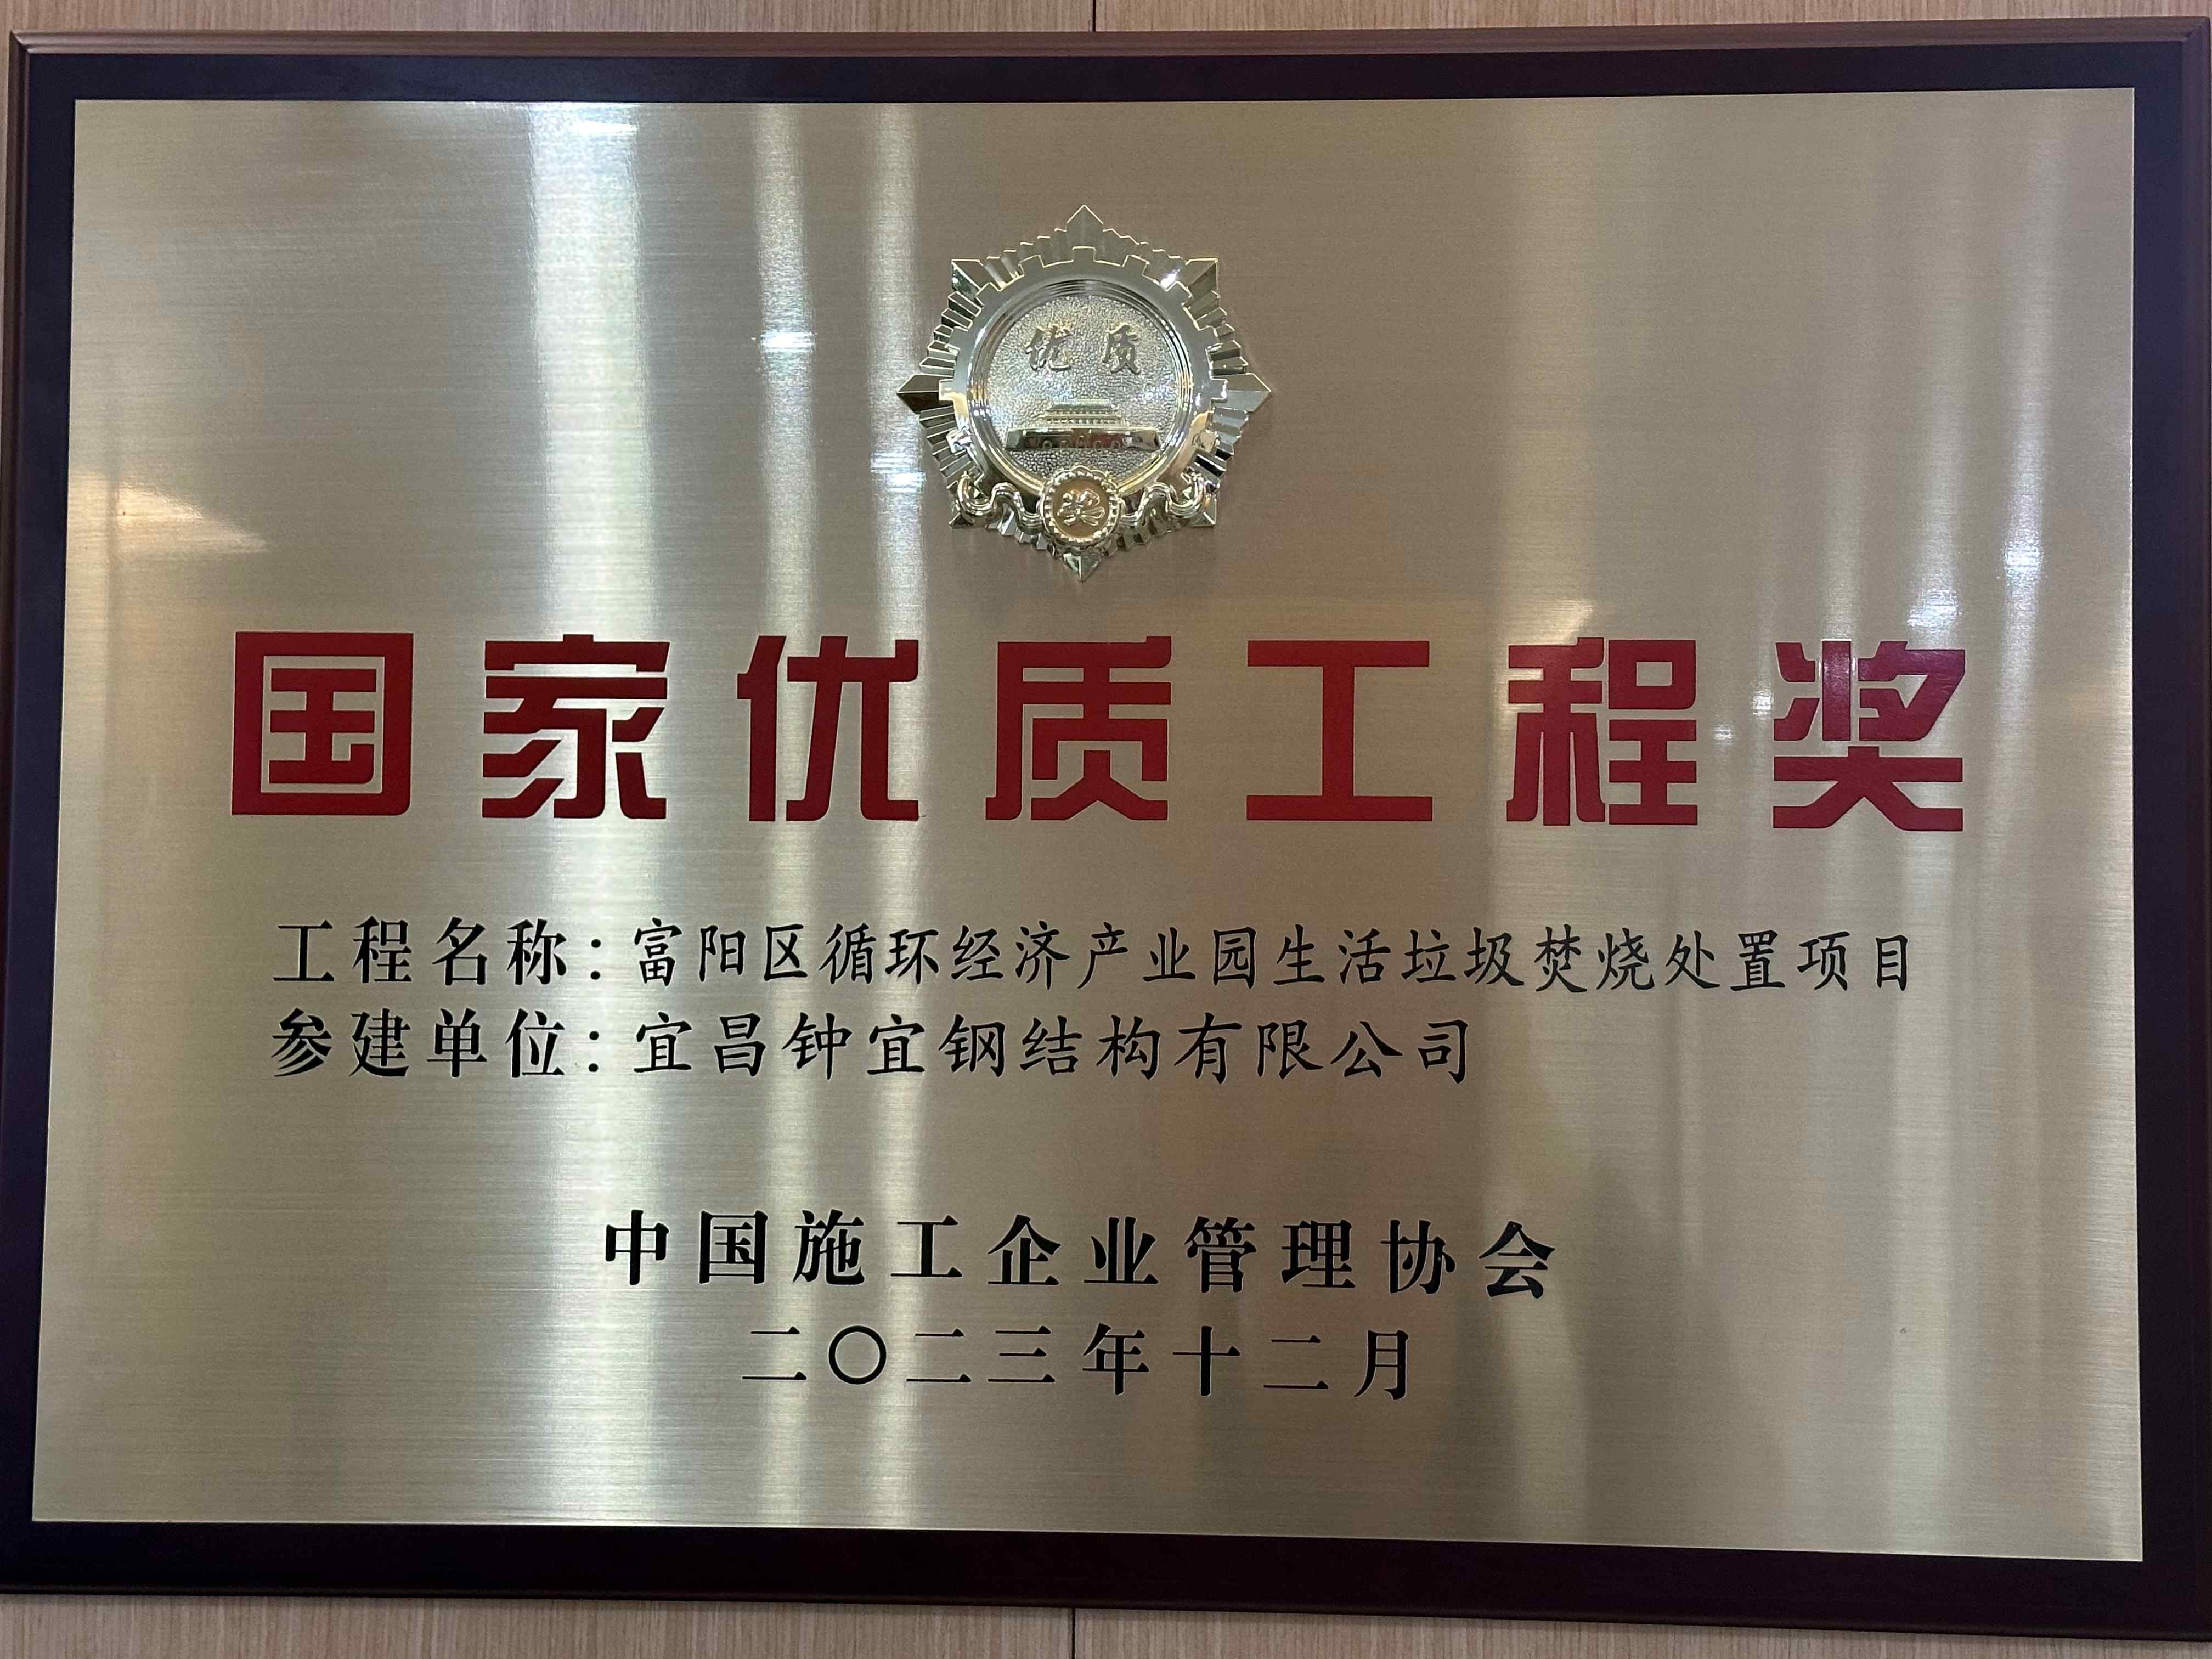 优质
奖
国家优质工程奖
工程名称：富阳区循环经济产业园生活垃圾焚烧处置项目
参建单位：宜昌钟宜钢结构有限公司
中国施工企业管理协会
二〇二三年十二月